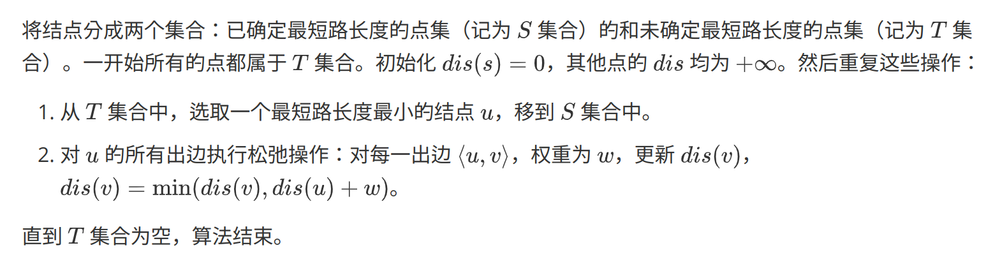 将结点分成两个集合：已确定最短路长度的点集（记为 S 集合）的和未确定最短路长度的点集（记为 T 集
合）。一开始所有的点都属于 T 集合。初始化 dis(s) = 0，其他点的 dis 均为 +∞。然后重复这些操作：
1. 从 T 集合中，选取一个最短路长度最小的结点 u，移到 S 集合中。
2. 对 u 的所有出边执行松弛操作：对每一出边 ⟨u, v⟩，权重为 w，更新 dis(v)，
dis(v) = min(dis(v), dis(u) + w)。
直到 T 集合为空，算法结束。